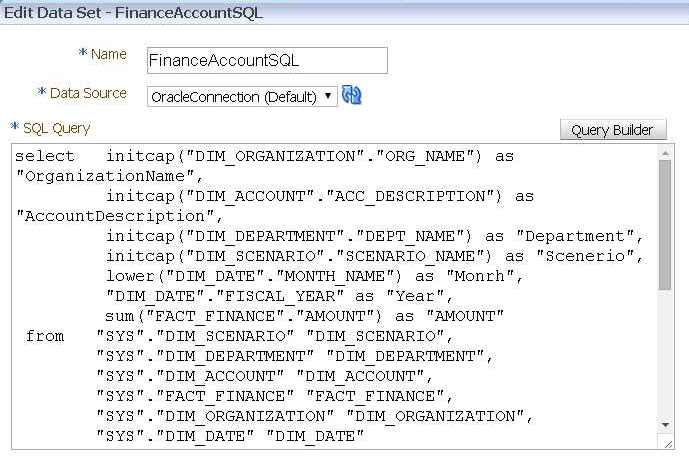 Edit Data Set - FinanceAccountSQL
* Name FinanceAccountSQL
* Data Source OracleConnection (Default)
* SQL Query Query Builder
select initcap("DIM_ORGANIZATION"."ORG_NAME") as
"OrganizationName",
initcap("DIM_ACCOUNT"."ACC_DESCRIPTION") as
"AccountDescription",
initcap("DIM_DEPARTMENT"."DEPT_NAME") as "Department",
initcap("DIM_SCENARIO"."SCENARIO_NAME") as "Scenerio",
lower("DIM_DATE"."MONTH_NAME") as "Monrh",
"DIM_DATE"."FISCAL_YEAR" as "Year",
sum("FACT_FINANCE"."AMOUNT") as "AMOUNT"
from "SYS"."DIM_SCENARIO" "DIM_SCENARIO",
"SYS"."DIM_DEPARTMENT" "DIM_DEPARTMENT",
"SYS"."DIM_ACCOUNT" "DIM_ACCOUNT",
"SYS"."FACT_FINANCE" "FACT_FINANCE",
"SYS"."DIM_ORGANIZATION" "DIM_ORGANIZATION",
"SYS"."DIM_DATE" "DIM_DATE"